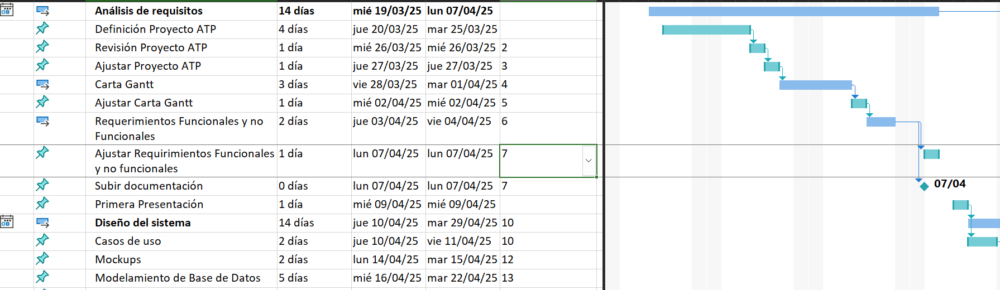 Análisis de requisitos 14 días mié 19/03/25 lun 07/04/25
Definición Proyecto ATP 4 días jue 20/03/25 mar 25/03/25
Revisión Proyecto ATP 1 día mié 26/03/25 mié 26/03/25 2
Ajustar Proyecto ATP 1 día jue 27/03/25 jue 27/03/25 3
Carta Gantt 3 días vie 28/03/25 mar 01/04/25 4
Ajustar Carta Gantt 1 día mié 02/04/25 mié 02/04/25 5
Requerimientos Funcionales y no 2 días jue 03/04/25 vie 04/04/25 6
Funcionales
Ajustar Requirimientos Funcionales 1 día lun 07/04/25 lun 07/04/25 7
y no funcionales
Subir documentación 0 días lun 07/04/25 lun 07/04/25 7 07/04
Primera Presentación 1 día mié 09/04/25 mié 09/04/25
Diseño del sistema 14 días jue 10/04/25 mar 29/04/25 10
Casos de uso 2 días jue 10/04/25 vie 11/04/25 10
Mockups 2 días lun 14/04/25 mar 15/04/25 12
Modelamiento de Base de Datos 5 días mié 16/04/25 mar 22/04/25 13